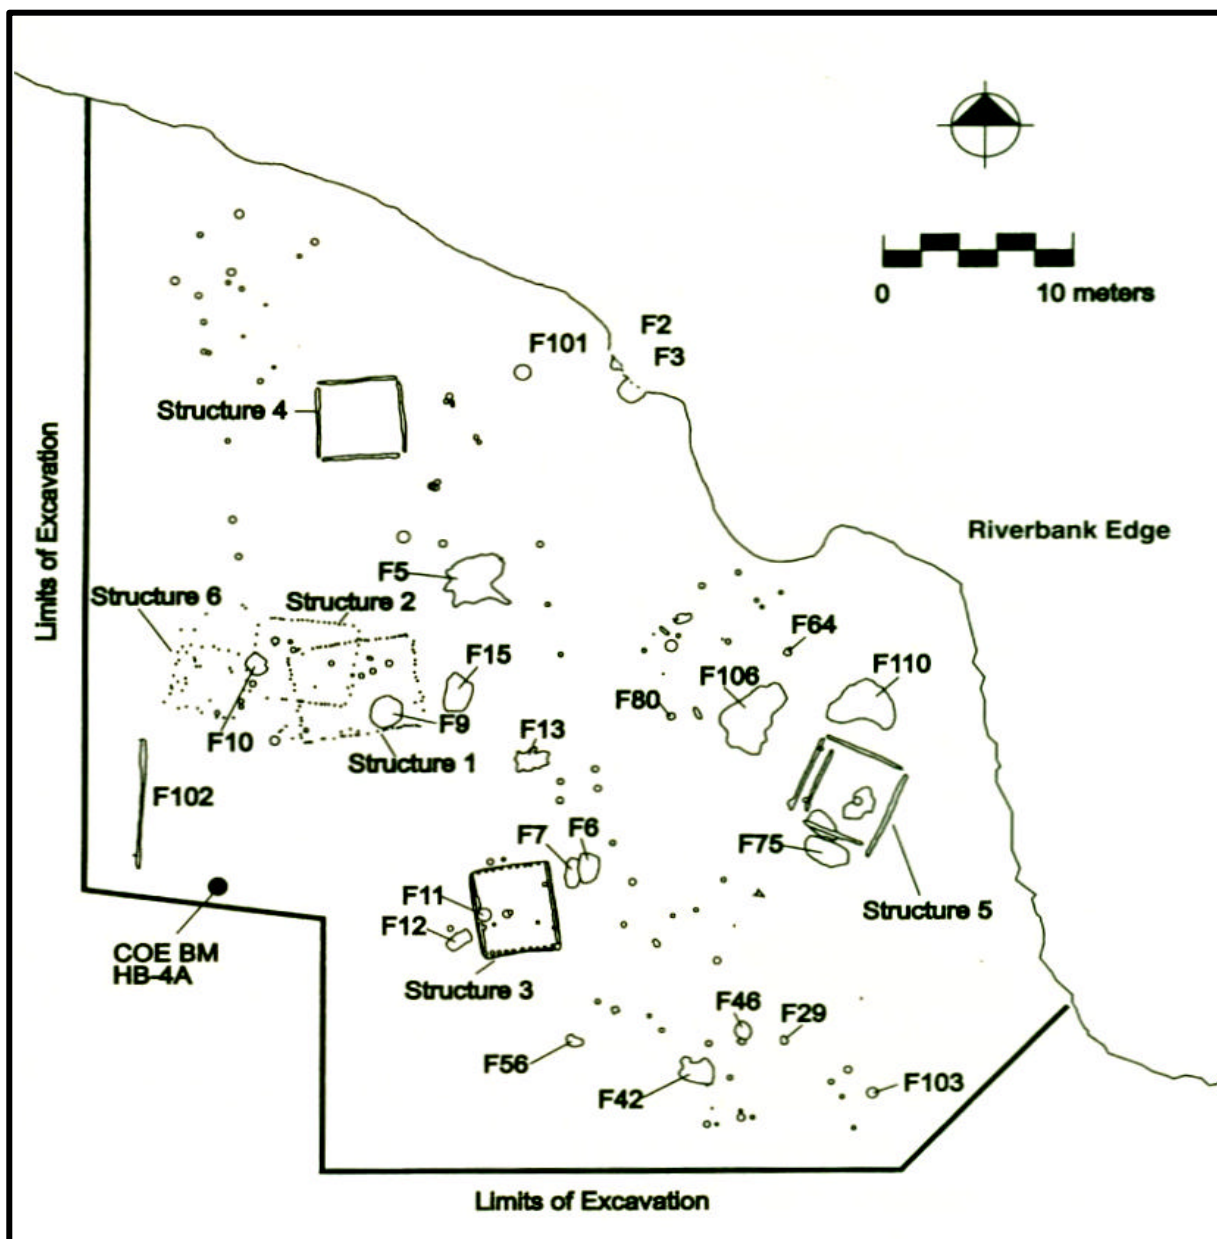 F2
F101
F3
0 10 meters
Structure 4
Limits of Excavation
Riverbank Edge
F5
Structure 6
Structure 2
F64
F15
F106
F110
F80
F10
F9
F13
Structure 1
F102
F7 F6
F75
F11
F12
Structure 5
COE BM
HB-4A
Structure 3
F46
F29
F56
F42
F103
Limits of Excavation